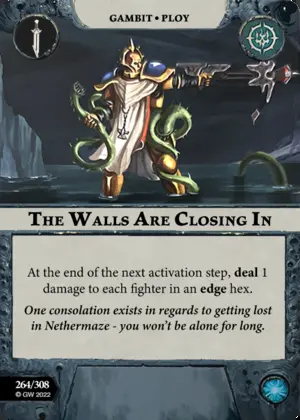 GAMBIT • PLOY
THE WALLS ARE CLOSING IN
At the end of the next activation step, deal 1
damage to each fighter in an edge hex.
One consolation exists in regards to getting lost
in Nethermaze - you won't be alone for long.
264/308
© GW 2022